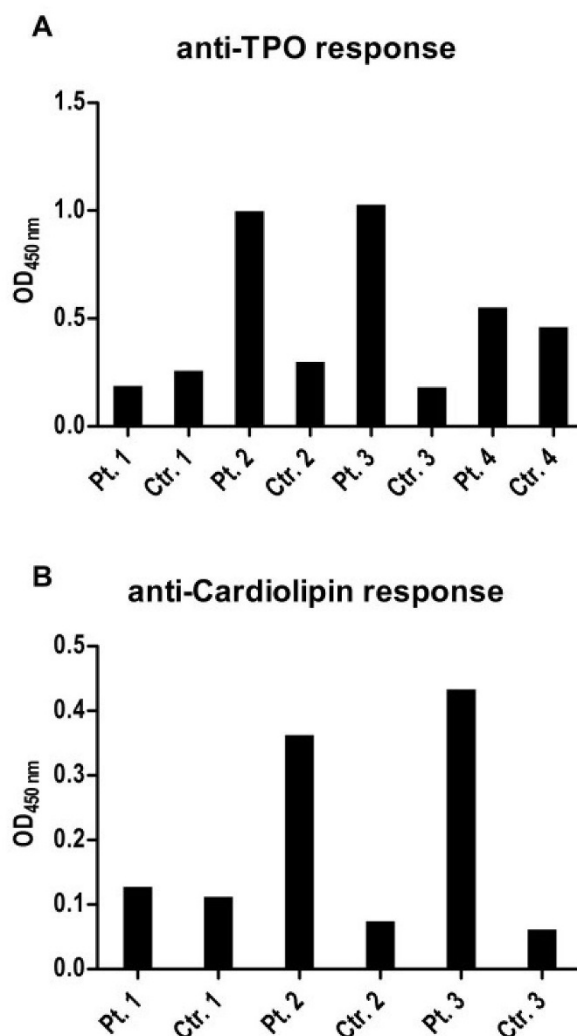 A
anti-TPO response
1.5
1.0
0.5
0.0
OD450 nm
Pt. 1
Ctr. 1
Pt. 2
Ctr. 2
Pt. 3
Ctr. 3
Pt. 4
Ctr. 4
B
anti-Cardiolipin response
0.5
0.4
0.3
0.2
0.1
0.0
OD450 nm
Pt. 1
Ctr. 1
Pt. 2
Ctr. 2
Pt. 3
Ctr. 3